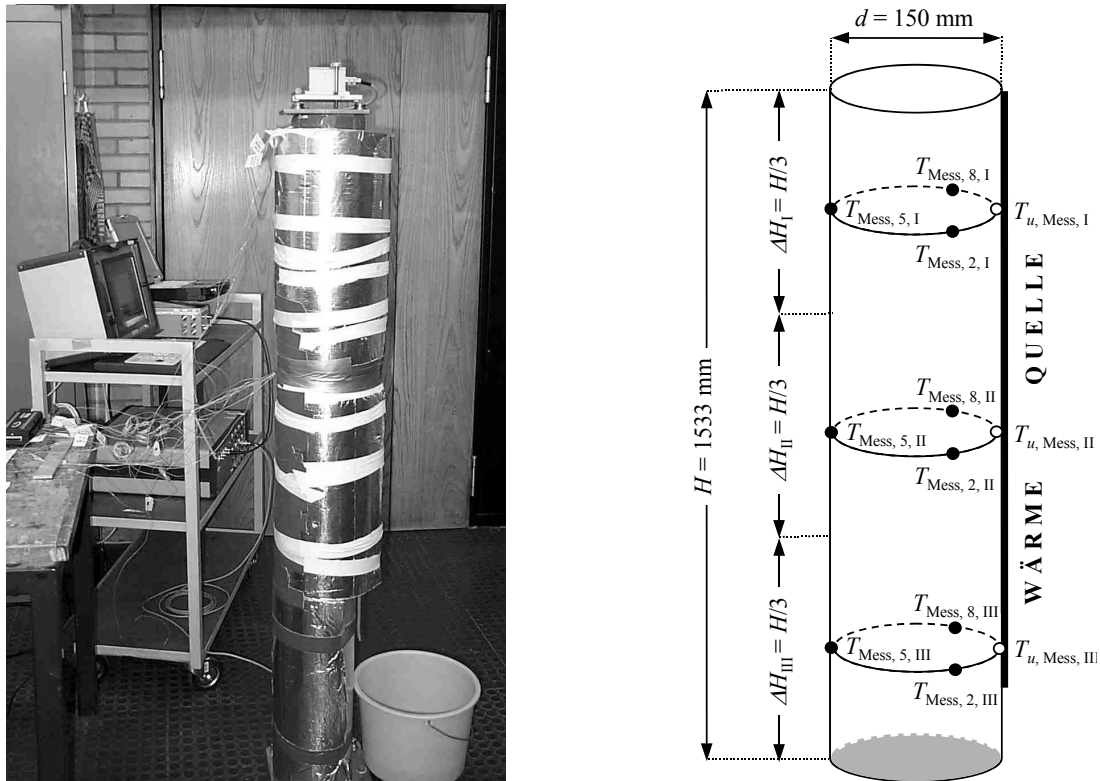 d = 150 mm
H = 1533 mm
ΔH_I = H/3
ΔH_II = H/3
ΔH_III = H/3
T_Mess, 8, I
T_Mess, 5, I
T_u, Mess, I
T_Mess, 2, I
T_Mess, 8, II
T_Mess, 5, II
T_u, Mess, II
T_Mess, 2, II
T_Mess, 8, III
T_Mess, 5, III
T_u, Mess, III
T_Mess, 2, III
WÄRME QUELLE